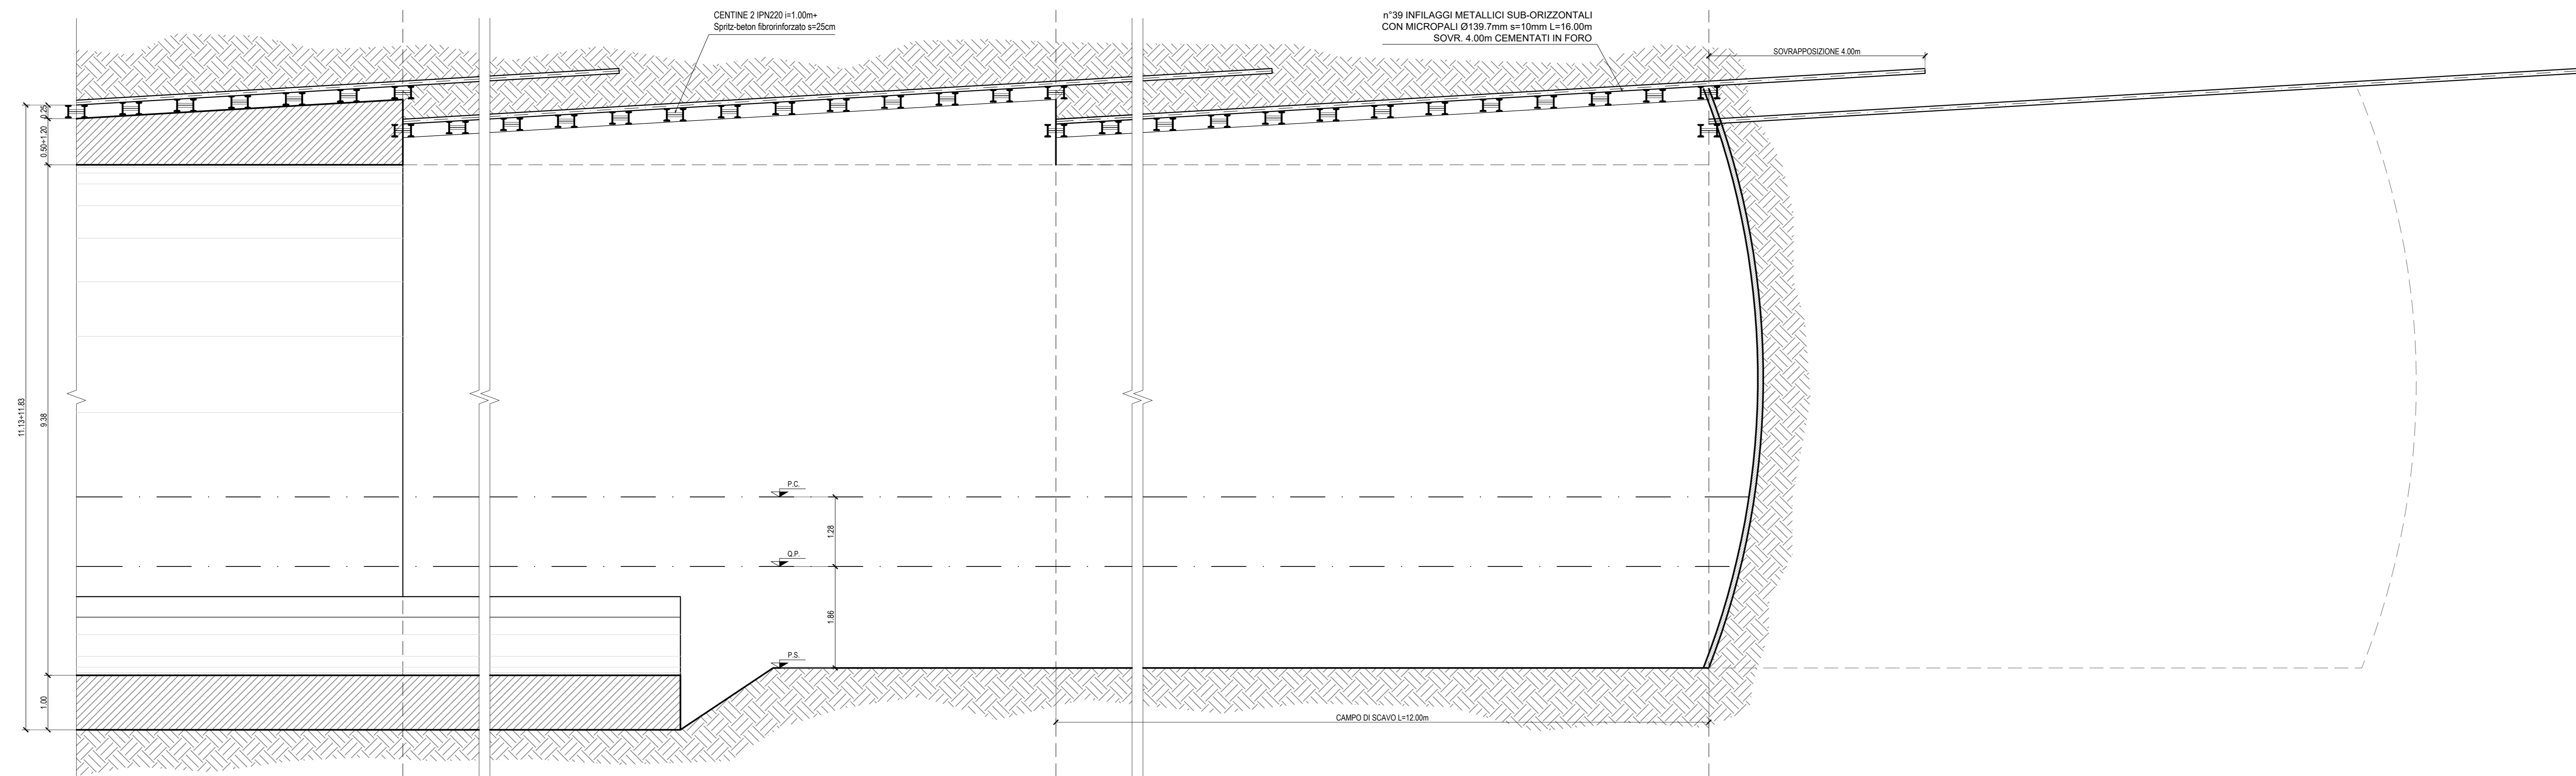 CENTINE 2 IPN220 i=1.00m+
Spritz-beton fibrorinforzato s=25cm
n°39 INFILAGGI METALLICI SUB-ORIZZONTALI
CON MICROPALI Ø139.7mm s=10mm L=16.00m
SOVR. 4.00m CEMENTATI IN FORO
SOVRAPPOSIZIONE 4.00m
0.25
0.50÷1.20
11.13÷11.83
9.38
P.C.
1.28
Q.P.
1.86
P.S.
1.00
CAMPO DI SCAVO L=12.00m